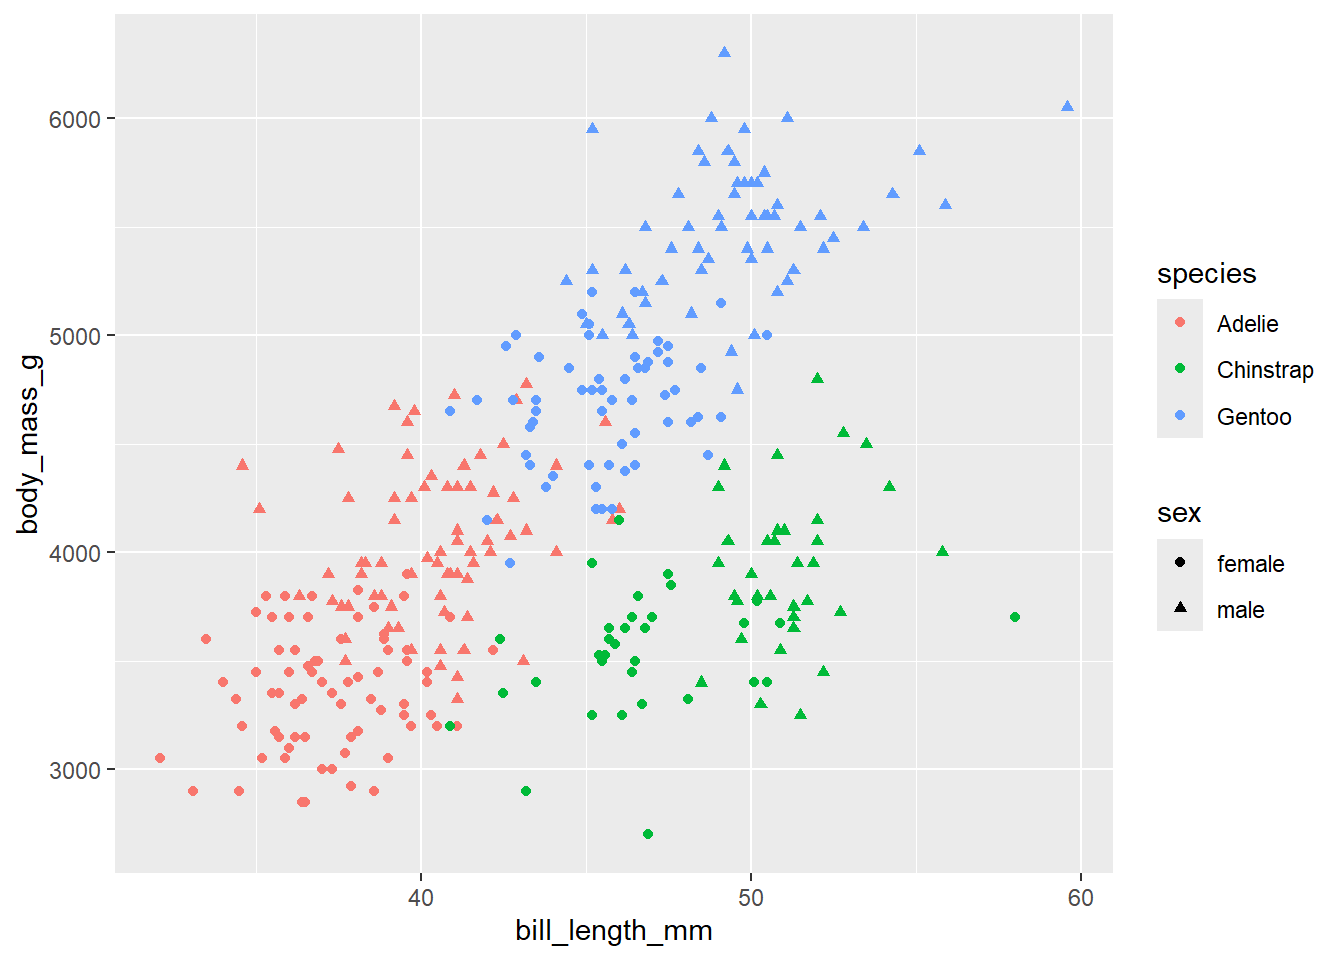 6000
5000
4000
3000
body_mass_g
40
50
60
bill_length_mm
species
Adelie
Chinstrap
Gentoo
sex
female
male